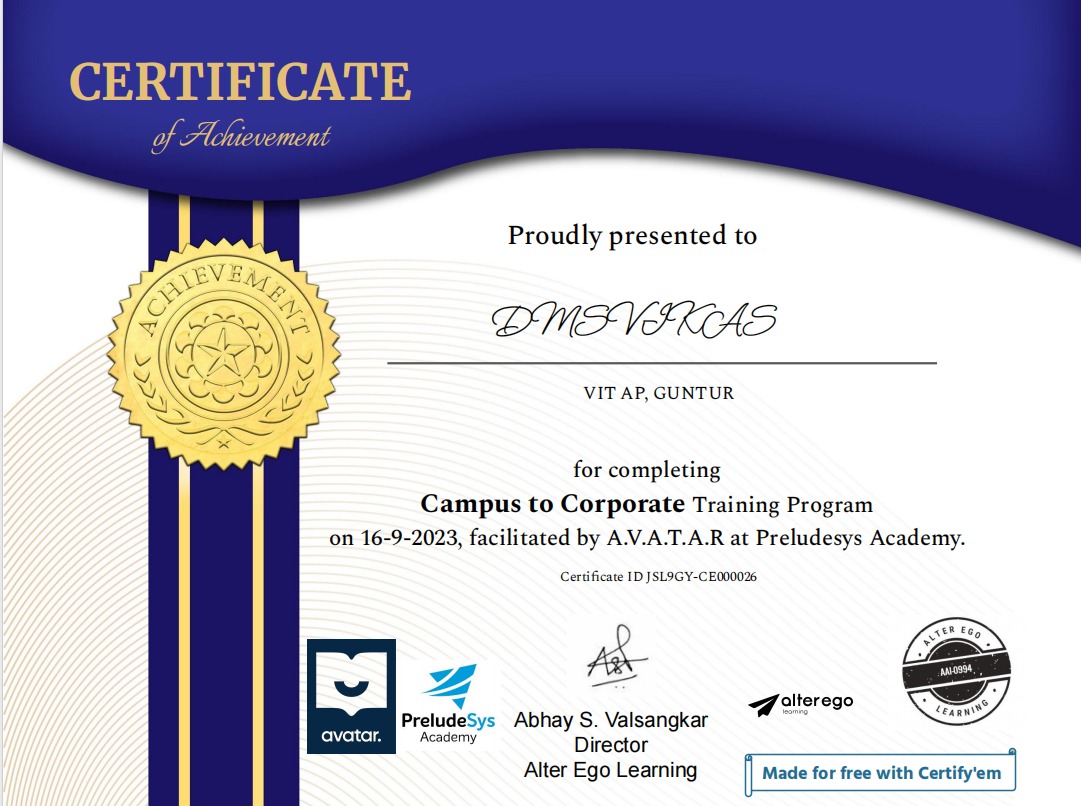 CERTIFICATE
of Achievement
ACHIEVEMENT
Proudly presented to
DMSVIKAS
VIT AP, GUNTUR
for completing
Campus to Corporate Training Program
on 16-9-2023, facilitated by A.V.A.T.A.R at Preludesys Academy.
Certificate ID JSL9GY-CE000026
avatar.
PreludeSys
Academy
Abhay S. Valsangkar
Director
Alter Ego Learning
alterego
learning
ALTER EGO
AAI-0994
LEARNING
Made for free with Certify'em